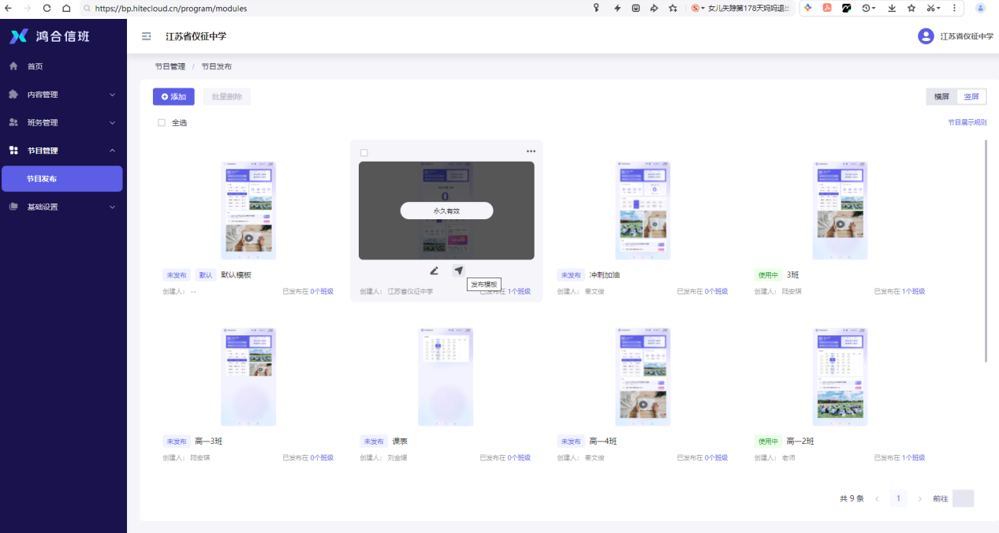 https://bp.hitecloud.cn/program/modules
女儿失踪第178天妈妈退出
鸿合信班
江苏省仪征中学
江苏省仪征中学
首页
内容管理
班务管理
节目管理
节目发布
基础设置
节目管理 / 节目发布
添加
批量删除
横屏
竖屏
全选
节目展示规则
永久有效
未发布 默认 默认模板
创建人： --
已发布在 0个班级
发布模板
创建人： 江苏省仪征中学
已发布在 1个班级
未发布 冲刺加油
创建人： 秦文俊
已发布在 0个班级
使用中 3班
创建人： 陆安琪
已发布在 1个班级
未发布 高一3班
创建人： 陆安琪
已发布在 0个班级
未发布 课表
创建人： 刘金媛
已发布在 0个班级
未发布 高一4班
创建人： 秦文俊
已发布在 0个班级
使用中 高一2班
创建人： 老师
已发布在 1个班级
共 9 条
1
前往